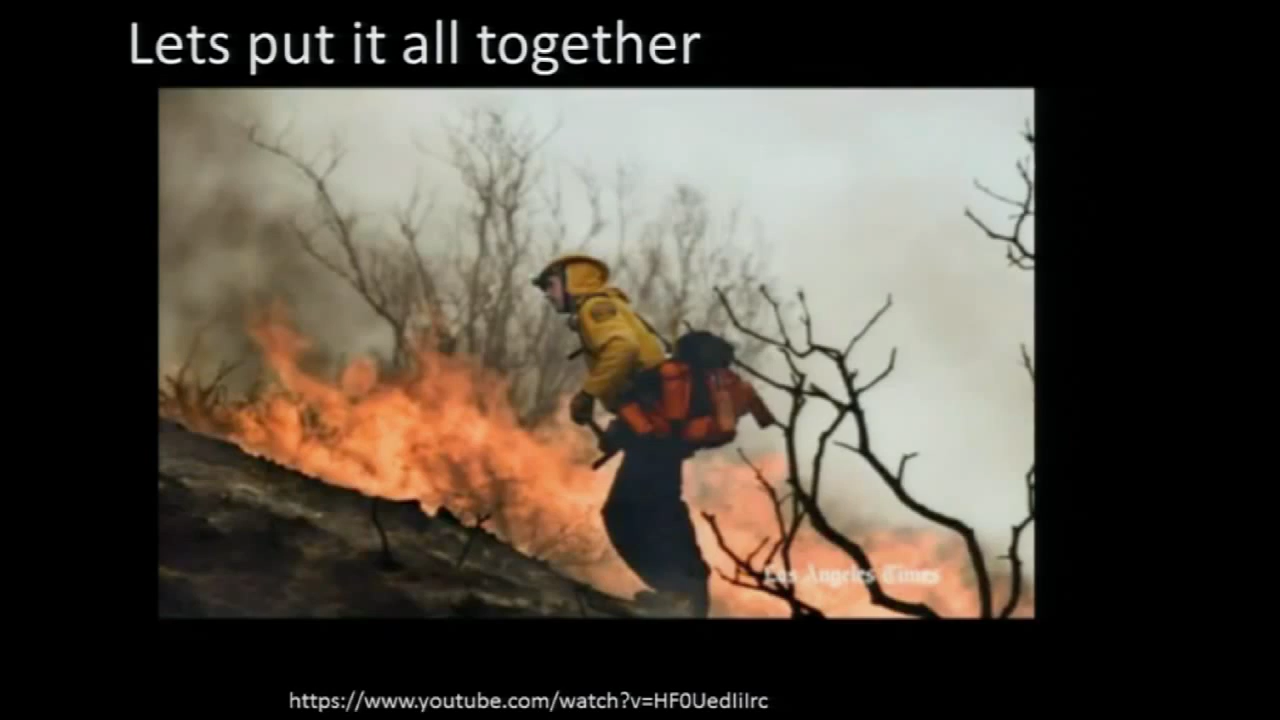 Lets put it all together
Los Angeles Times
https://www.youtube.com/watch?v=HF0UedIiIrc